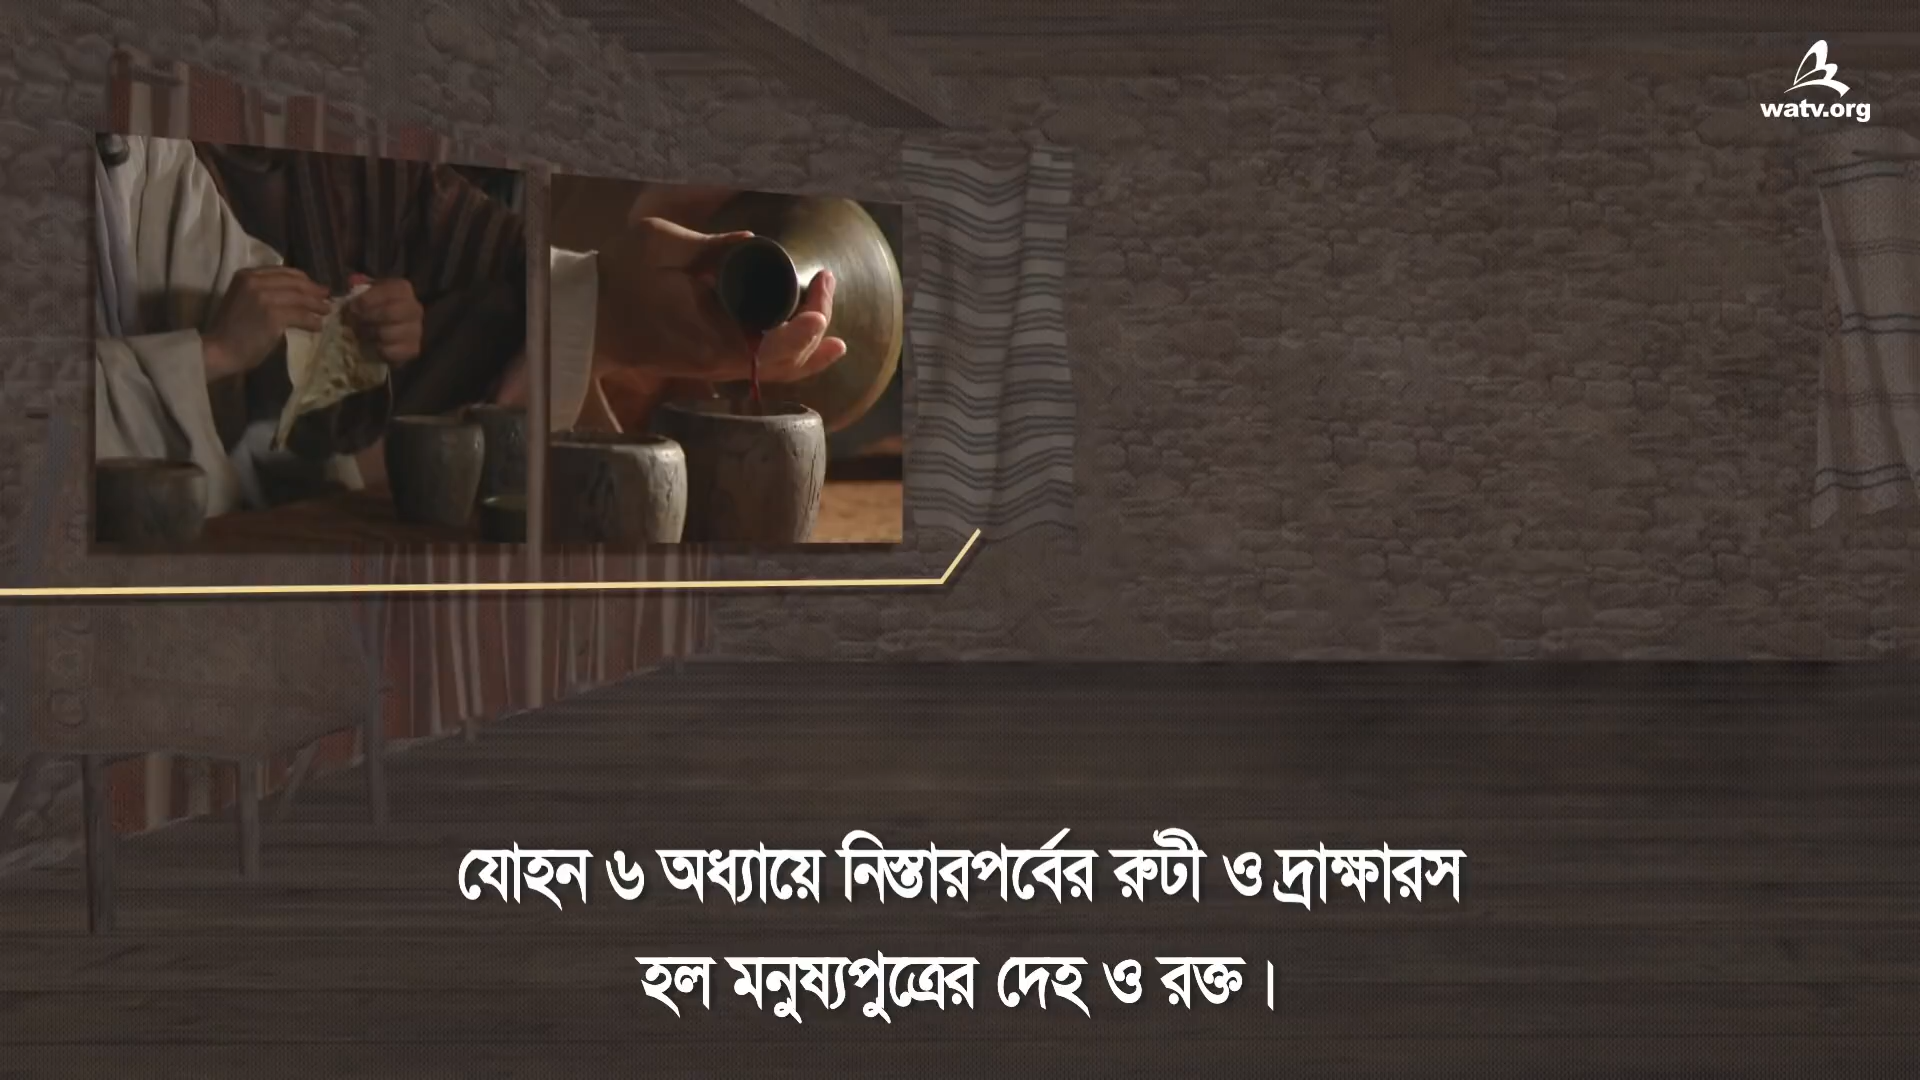 watv.org
যোহন ৬ অধ্যায়ে নিস্তারপর্বের রুটী ও দ্রাক্ষারস
হল মনুষ্যপুত্রের দেহ ও রক্ত।